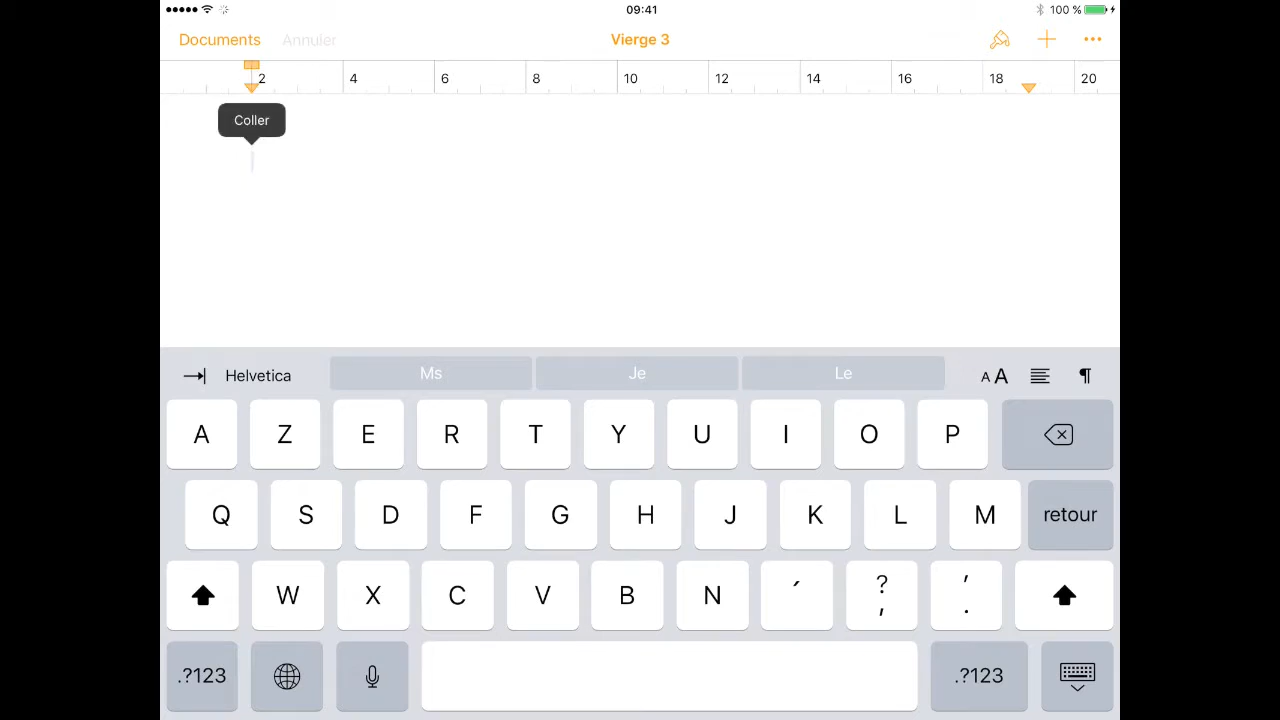 09:41
100 %
Documents Annuler Vierge 3
2 4 6 8 10 12 14 16 18 20
Coller
Helvetica Ms Je Le AA ¶
A Z E R T Y U I O P
Q S D F G H J K L M retour
W X C V B N ´ ? , ' .
.?123 .?123